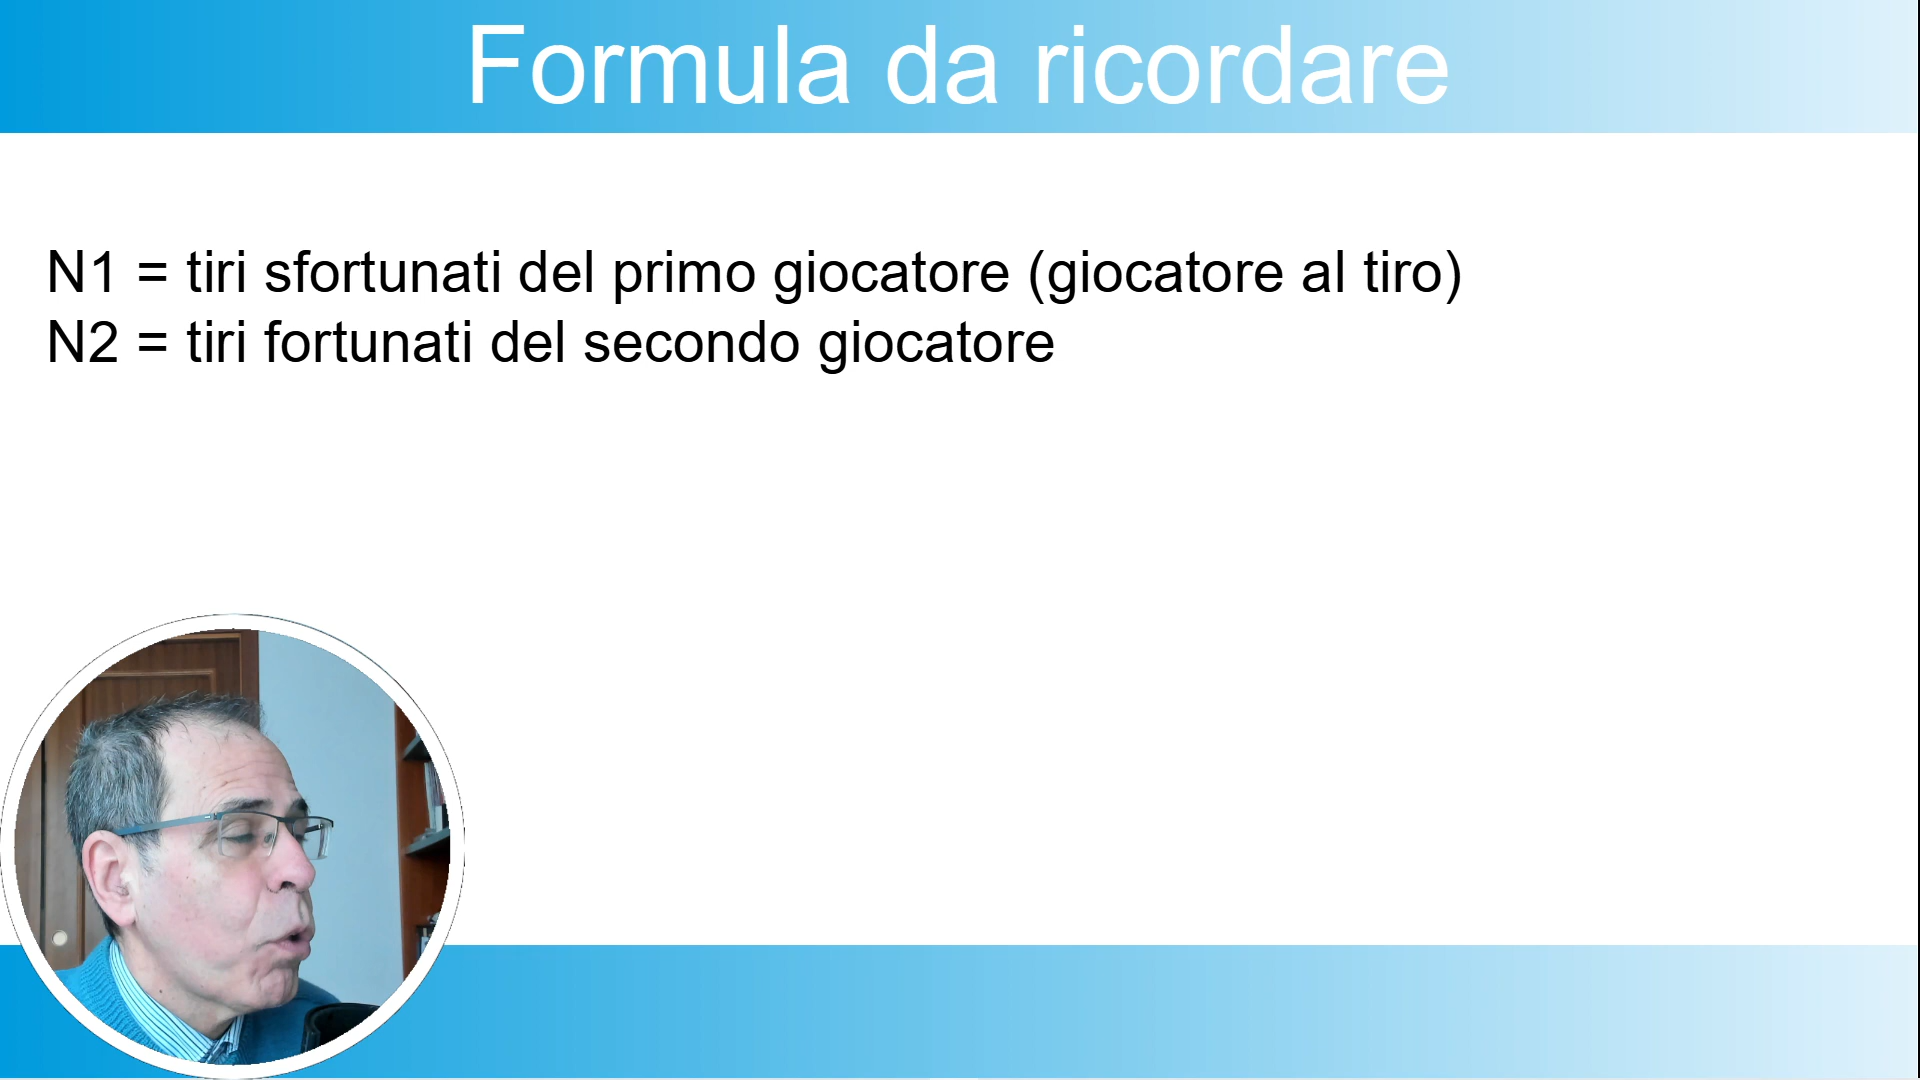 Formula da ricordare
N1 = tiri sfortunati del primo giocatore (giocatore al tiro)
N2 = tiri fortunati del secondo giocatore